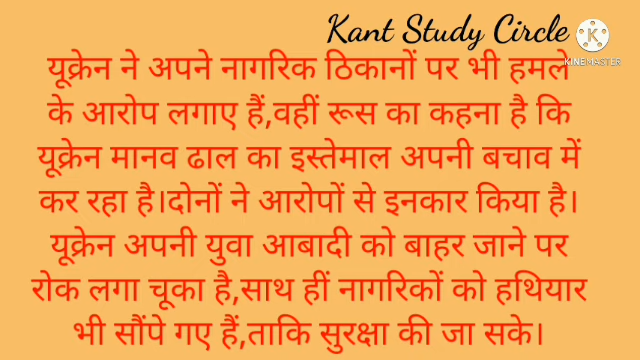 Kant Study Circle
KINEMASTER
यूक्रेन ने अपने नागरिक ठिकानों पर भी हमले
के आरोप लगाए हैं,वहीं रूस का कहना है कि
यूक्रेन मानव ढाल का इस्तेमाल अपनी बचाव में
कर रहा है।दोनों ने आरोपों से इनकार किया है।
यूक्रेन अपनी युवा आबादी को बाहर जाने पर
रोक लगा चूका है,साथ हीं नागरिकों को हथियार
भी सौंपे गए हैं,ताकि सुरक्षा की जा सके।